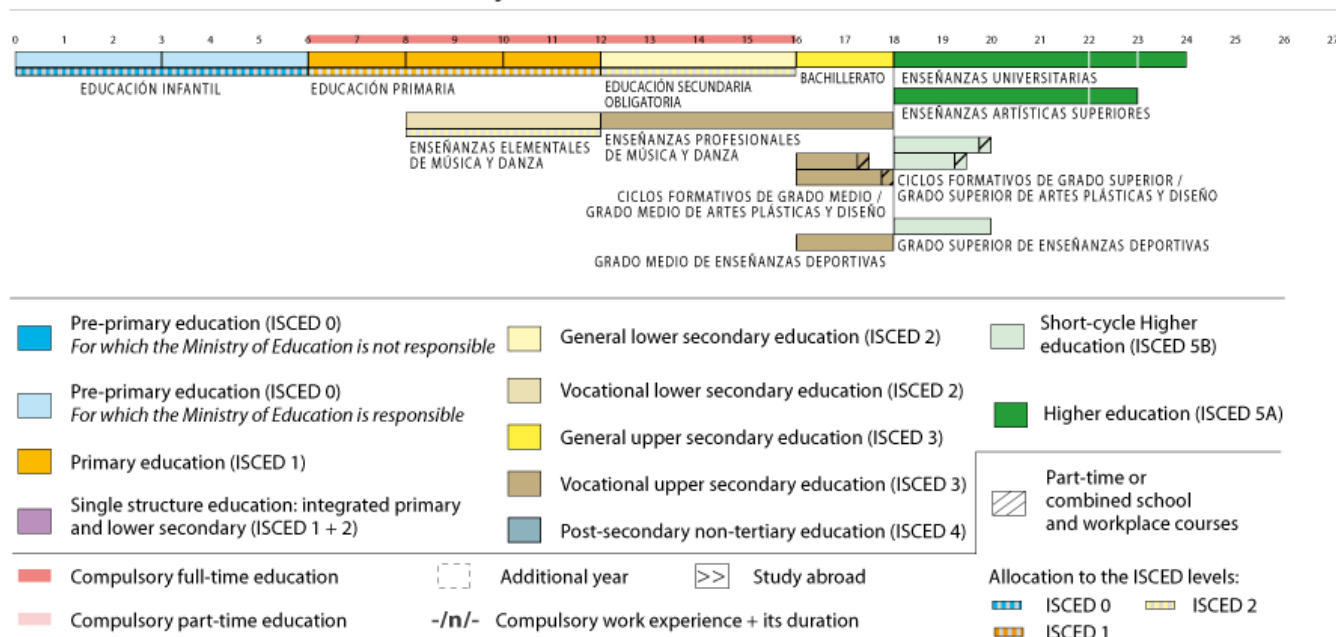 0 1 2 3 4 5 6 7 8 9 10 11 12 13 14 15 16 17 18 19 20 21 22 23 24 25 26 27
EDUCACIÓN INFANTIL
EDUCACIÓN PRIMARIA
EDUCACIÓN SECUNDARIA
OBLIGATORIA
BACHILLERATO
ENSEÑANZAS UNIVERSITARIAS
ENSEÑANZAS ARTÍSTICAS SUPERIORES
ENSEÑANZAS ELEMENTALES
DE MÚSICA Y DANZA
ENSEÑANZAS PROFESIONALES
DE MÚSICA Y DANZA
CICLOS FORMATIVOS DE GRADO MEDIO /
GRADO MEDIO DE ARTES PLÁSTICAS Y DISEÑO
CICLOS FORMATIVOS DE GRADO SUPERIOR /
GRADO SUPERIOR DE ARTES PLÁSTICAS Y DISEÑO
GRADO MEDIO DE ENSEÑANZAS DEPORTIVAS
GRADO SUPERIOR DE ENSEÑANZAS DEPORTIVAS
Pre-primary education (ISCED 0)
For which the Ministry of Education is not responsible
Pre-primary education (ISCED 0)
For which the Ministry of Education is responsible
Primary education (ISCED 1)
Single structure education: integrated primary
and lower secondary (ISCED 1 + 2)
General lower secondary education (ISCED 2)
Vocational lower secondary education (ISCED 2)
General upper secondary education (ISCED 3)
Vocational upper secondary education (ISCED 3)
Post-secondary non-tertiary education (ISCED 4)
Short-cycle Higher
education (ISCED 5B)
Higher education (ISCED 5A)
Part-time or
combined school
and workplace courses
Compulsory full-time education
Compulsory part-time education
Additional year
>> Study abroad
-/n/- Compulsory work experience + its duration
Allocation to the ISCED levels:
ISCED 0 ISCED 2
ISCED 1